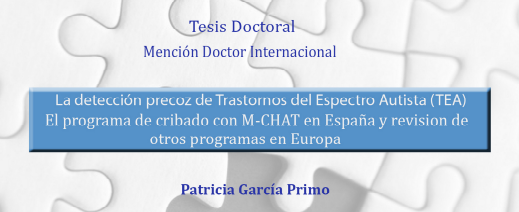 Tesis Doctoral
Mención Doctor Internacional
La detección precoz de Trastornos del Espectro Autista (TEA)
El programa de cribado con M-CHAT en España y revision de
otros programas en Europa
Patricia García Primo